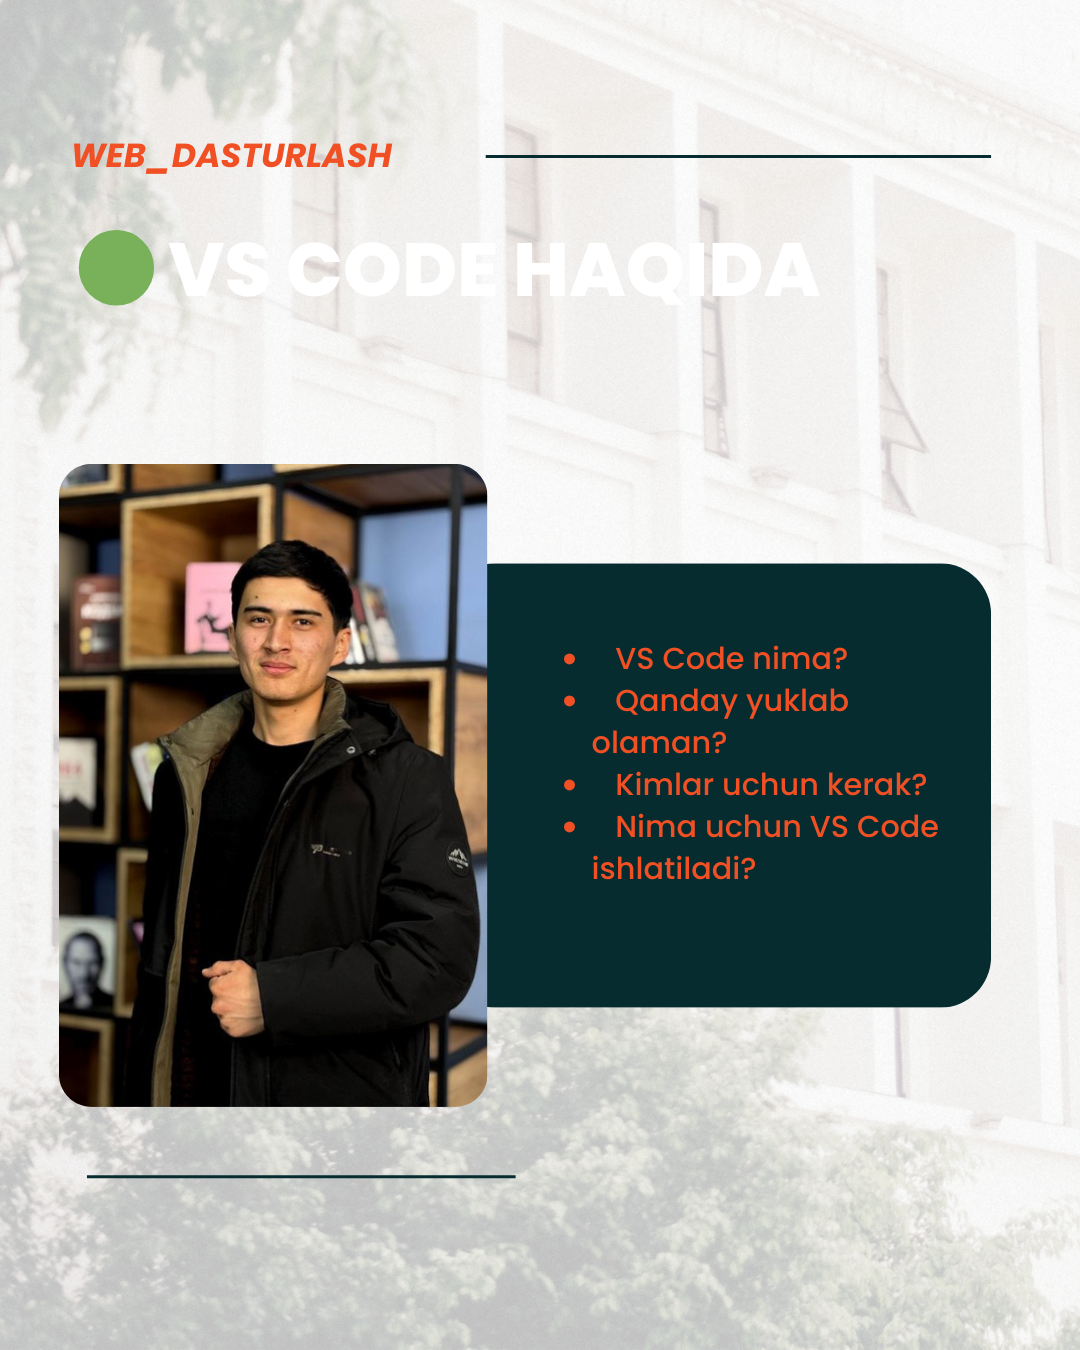 WEB_DASTURLASH
VS CODE HAQIDA
• VS Code nima?
• Qanday yuklab
olaman?
• Kimlar uchun kerak?
• Nima uchun VS Code
ishlatiladi?